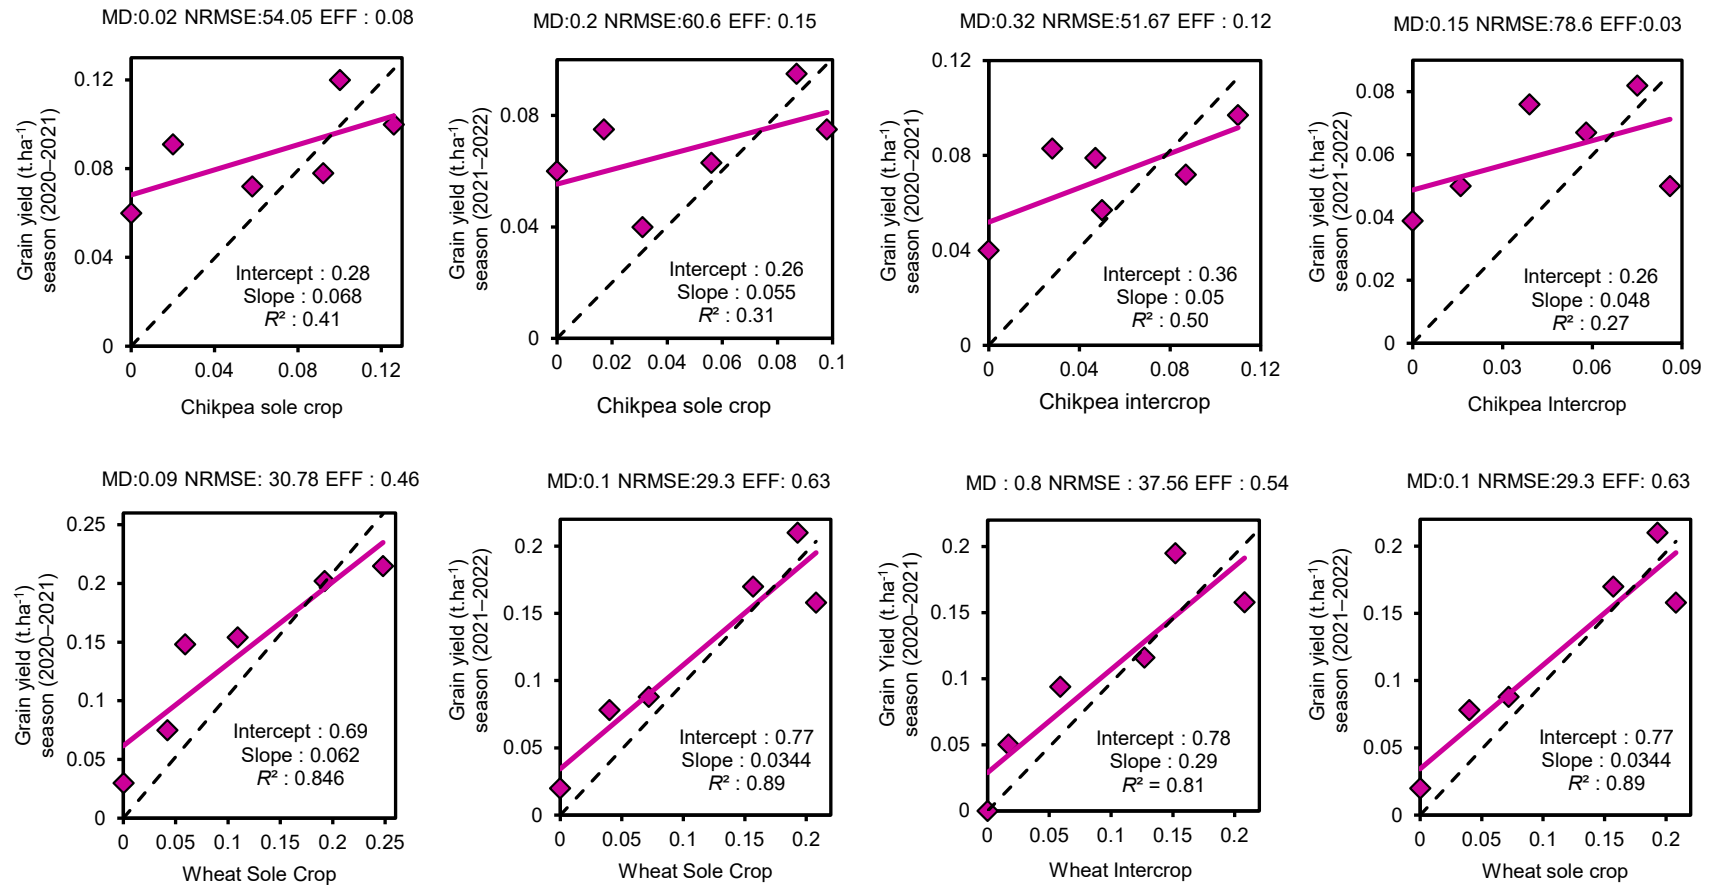 MD:0.02 NRMSE:54.05 EFF : 0.08
Grain yield (t.ha⁻¹)
season (2020–2021)
0.12
0.08
0.04
0
Intercept : 0.28
Slope : 0.068
R² : 0.41
0 0.04 0.08 0.12
Chikpea sole crop
MD:0.2 NRMSE:60.6 EFF: 0.15
Grain yield (t.ha⁻¹)
season (2021–2022)
0.08
0.04
0
Intercept : 0.26
Slope : 0.055
R² : 0.31
0 0.02 0.04 0.06 0.08 0.1
Chikpea sole crop
MD:0.32 NRMSE:51.67 EFF : 0.12
Grain yield (t.ha⁻¹)
season (2020–2021)
0.12
0.08
0.04
0
Intercept : 0.36
Slope : 0.05
R² : 0.50
0 0.04 0.08 0.12
Chikpea intercrop
MD:0.15 NRMSE:78.6 EFF:0.03
Grain yield (t.ha⁻¹)
season (2021-2022)
0.08
0.06
0.04
0.02
0
Intercept : 0.26
Slope : 0.048
R² : 0.27
0 0.03 0.06 0.09
Chikpea Intercrop
MD:0.09 NRMSE: 30.78 EFF : 0.46
Grain yield (t.ha⁻¹)
season (2020–2021)
0.25
0.2
0.15
0.1
0.05
0
Intercept : 0.69
Slope : 0.062
R² : 0.846
0 0.05 0.1 0.15 0.2 0.25
Wheat Sole Crop
MD:0.1 NRMSE:29.3 EFF: 0.63
Grain yield (t.ha⁻¹)
season (2021–2022)
0.2
0.15
0.1
0.05
0
Intercept : 0.77
Slope : 0.0344
R² : 0.89
0 0.05 0.1 0.15 0.2
Wheat Sole Crop
MD : 0.8 NRMSE : 37.56 EFF : 0.54
Grain Yield (t.ha⁻¹)
season (2020–2021)
0.2
0.15
0.1
0.05
0
Intercept : 0.78
Slope : 0.29
R² = 0.81
0 0.05 0.1 0.15 0.2
Wheat Intercrop
MD:0.1 NRMSE:29.3 EFF: 0.63
Grain yield (t.ha⁻¹)
season (2021–2022)
0.2
0.15
0.1
0.05
0
Intercept : 0.77
Slope : 0.0344
R² : 0.89
0 0.05 0.1 0.15 0.2
Wheat sole crop